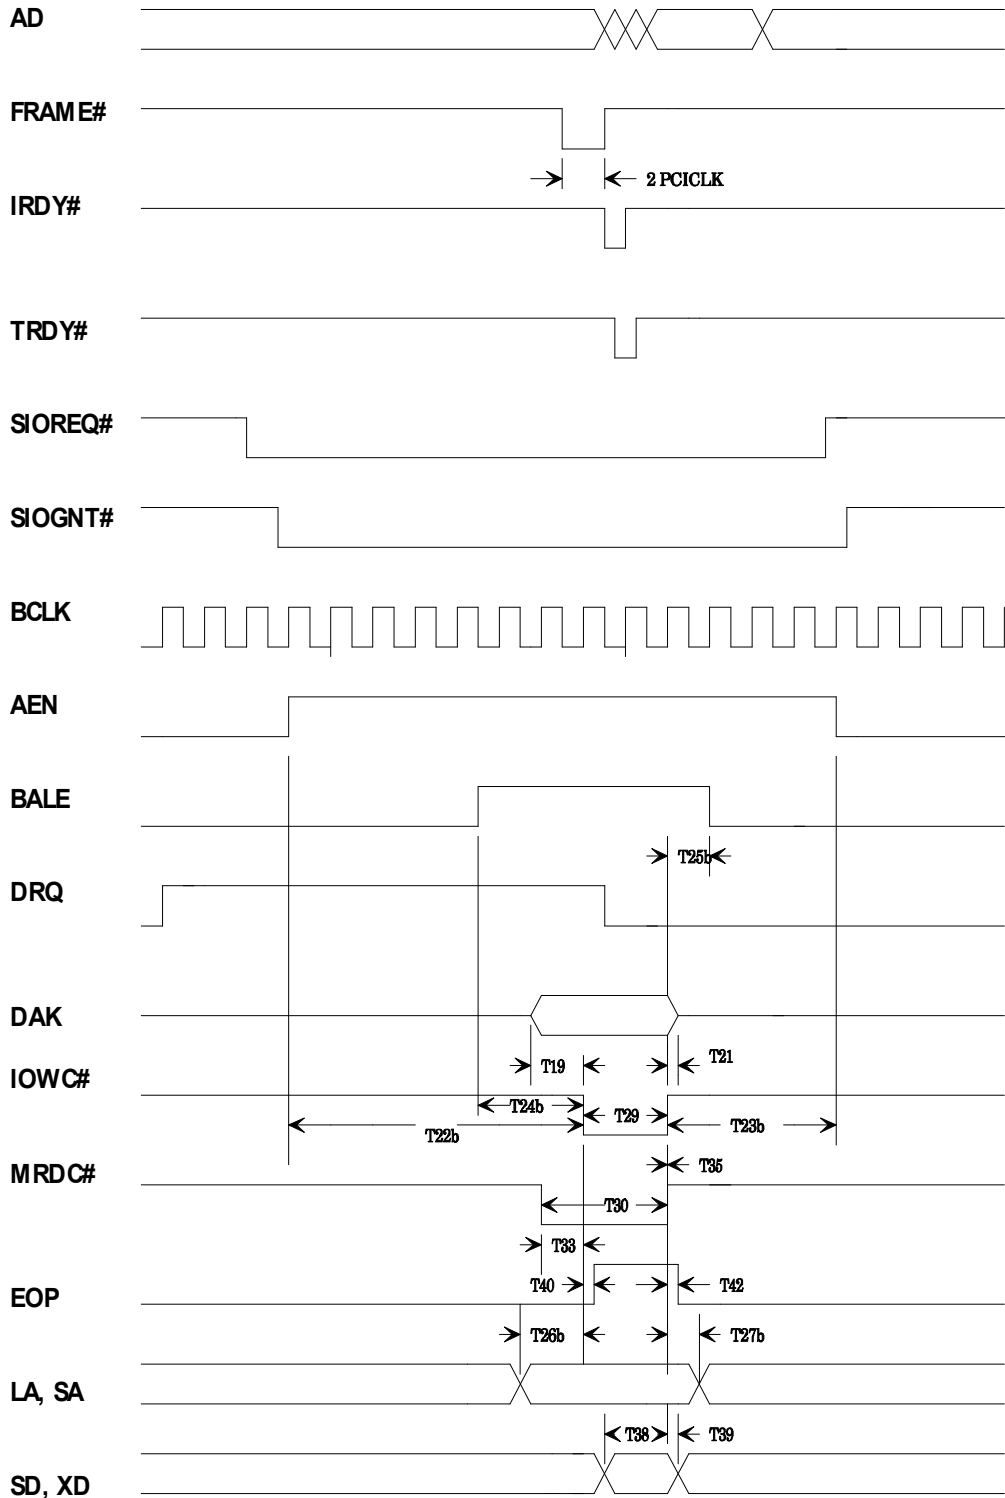 AD
FRAME#
2 PCICLK
IRDY#
TRDY#
SIOREQ#
SIOGNT#
BCLK
AEN
BALE
T25b
DRQ
DAK
T19
T21
IOWC#
T24b
T29
T22b
T23b
MRDC#
T35
T30
T33
EOP
T40
T42
T26b
T27b
LA, SA
T38
T39
SD, XD